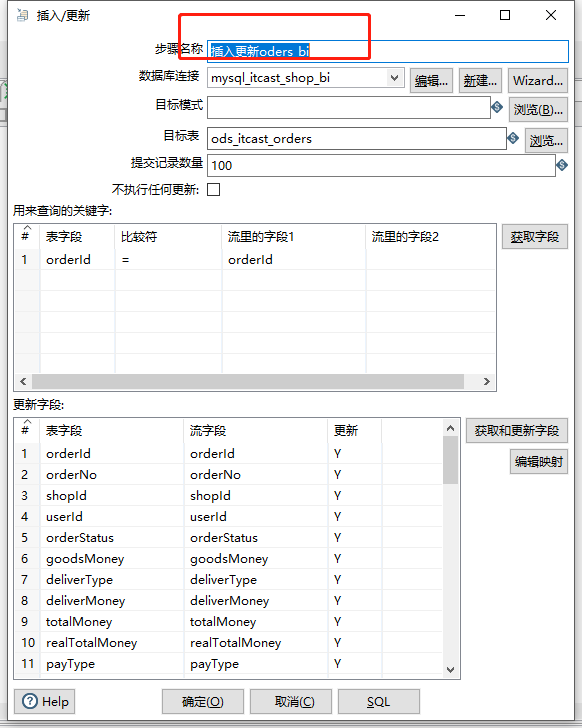 插入/更新
步骤名称 插入更新oders_bi
数据库连接 mysql_itcast_shop_bi 编辑... 新建... Wizard...
目标模式 浏览(B)...
目标表 ods_itcast_orders 浏览...
提交记录数量 100
不执行任何更新:
用来查询的关键字:
# 表字段 比较符 流里的字段1 流里的字段2 获取字段
1 orderId = orderId
更新字段:
# 表字段 流字段 更新 获取和更新字段
1 orderId orderId Y 编辑映射
2 orderNo orderNo Y
3 shopId shopId Y
4 userId userId Y
5 orderStatus orderStatus Y
6 goodsMoney goodsMoney Y
7 deliverType deliverType Y
8 deliverMoney deliverMoney Y
9 totalMoney totalMoney Y
10 realTotalMoney realTotalMoney Y
11 payType payType Y
Help 确定(O) 取消(C) SQL